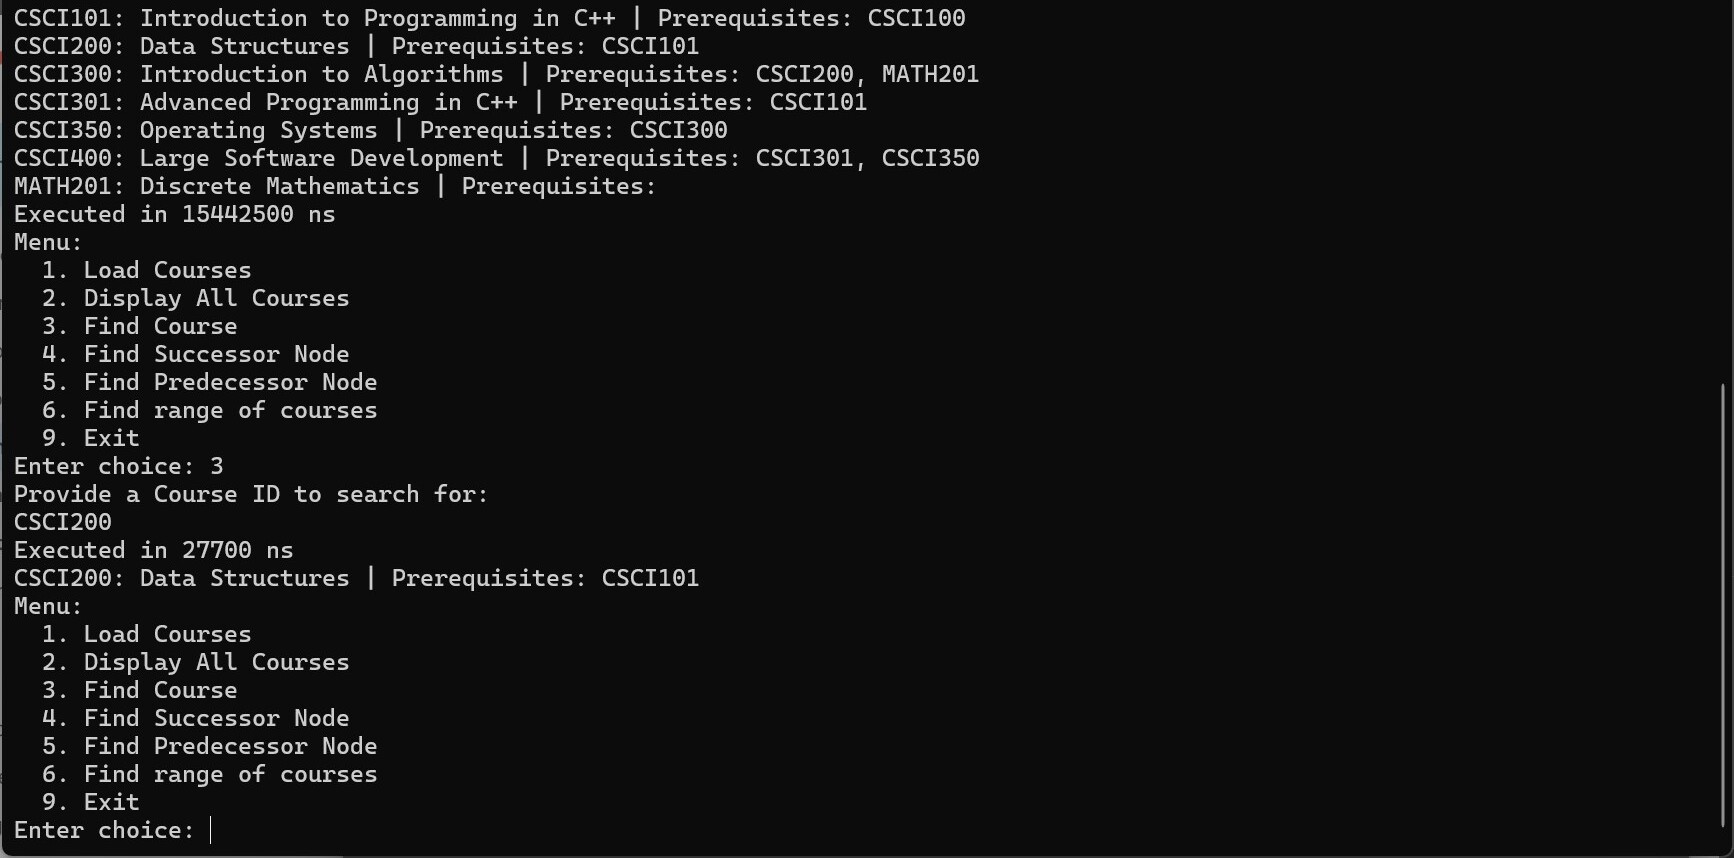 CSCI101: Introduction to Programming in C++ | Prerequisites: CSCI100
CSCI200: Data Structures | Prerequisites: CSCI101
CSCI300: Introduction to Algorithms | Prerequisites: CSCI200, MATH201
CSCI301: Advanced Programming in C++ | Prerequisites: CSCI101
CSCI350: Operating Systems | Prerequisites: CSCI300
CSCI400: Large Software Development | Prerequisites: CSCI301, CSCI350
MATH201: Discrete Mathematics | Prerequisites:
Executed in 15442500 ns
Menu:
  1. Load Courses
  2. Display All Courses
  3. Find Course
  4. Find Successor Node
  5. Find Predecessor Node
  6. Find range of courses
  9. Exit
Enter choice: 3
Provide a Course ID to search for:
CSCI200
Executed in 27700 ns
CSCI200: Data Structures | Prerequisites: CSCI101
Menu:
  1. Load Courses
  2. Display All Courses
  3. Find Course
  4. Find Successor Node
  5. Find Predecessor Node
  6. Find range of courses
  9. Exit
Enter choice: